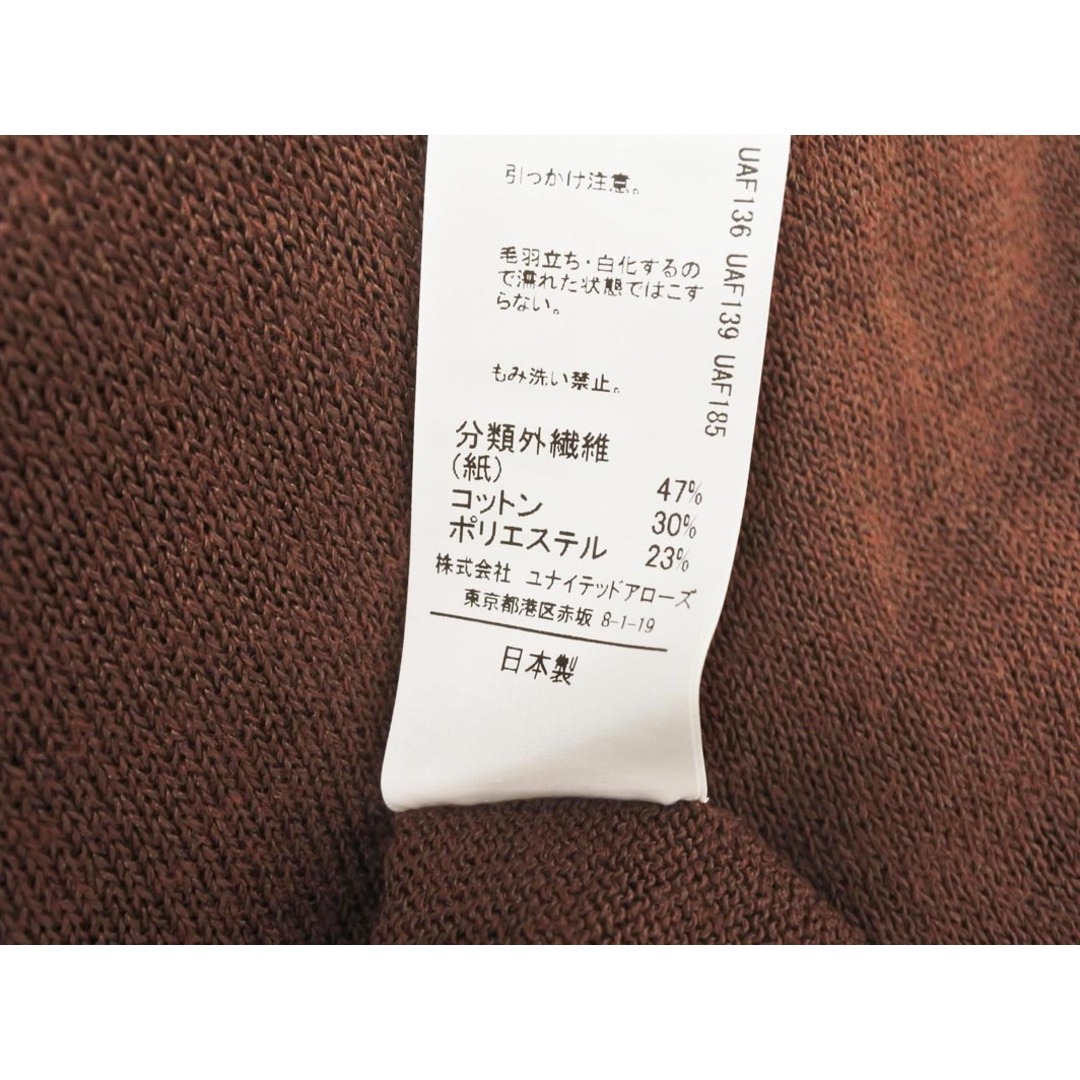 引っかけ注意。
毛羽立ち・白化するの
で濡れた状態ではこす
らない。
もみ洗い禁止。
分類外繊維
(紙) 47%
コットン 30%
ポリエステル 23%
株式会社 ユナイテッドアローズ
東京都港区赤坂 8-1-19
日本製
UAF136 UAF139 UAF185